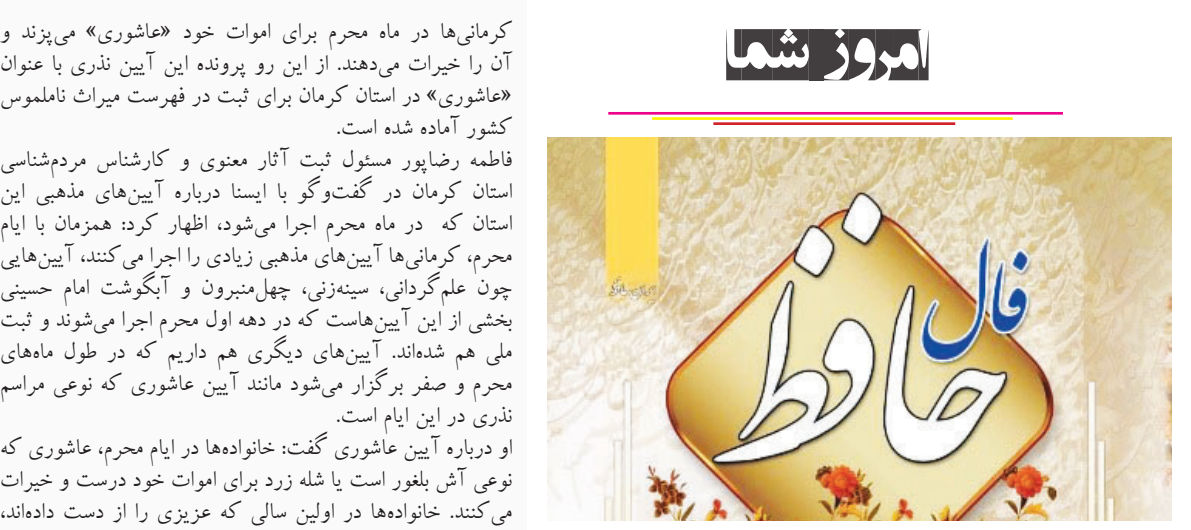 امروز شما
فال
حافظ
کرمانی‌ها در ماه محرم برای اموات خود «عاشوری» می‌پزند و
آن را خیرات می‌دهند. از این رو پرونده این آیین نذری با عنوان
«عاشوری» در استان کرمان برای ثبت در فهرست میراث ناملموس
کشور آماده شده است.
فاطمه رضاپور مسئول ثبت آثار معنوی و کارشناس مردم‌شناسی
استان کرمان در گفت‌وگو با ایسنا درباره آیین‌های مذهبی این
استان که در ماه محرم اجرا می‌شود، اظهار کرد: همزمان با ایام
محرم، کرمانی‌ها آیین‌های مذهبی زیادی را اجرا می‌کنند، آیین‌هایی
چون علم‌گردانی، سینه‌زنی، چهل‌منبرون و آبگوشت امام حسینی
بخشی از این آیین‌هاست که در دهه اول محرم اجرا می‌شوند و ثبت
ملی هم شده‌اند. آیین‌های دیگری هم داریم که در طول ماه‌های
محرم و صفر برگزار می‌شود مانند آیین عاشوری که نوعی مراسم
نذری در این ایام است.
او درباره آیین عاشوری گفت: خانواده‌ها در ایام محرم، عاشوری که
نوعی آش بلغور است یا شله زرد برای اموات خود درست و خیرات
می‌کنند. خانواده‌ها در اولین سالی که عزیزی را از دست داده‌اند،